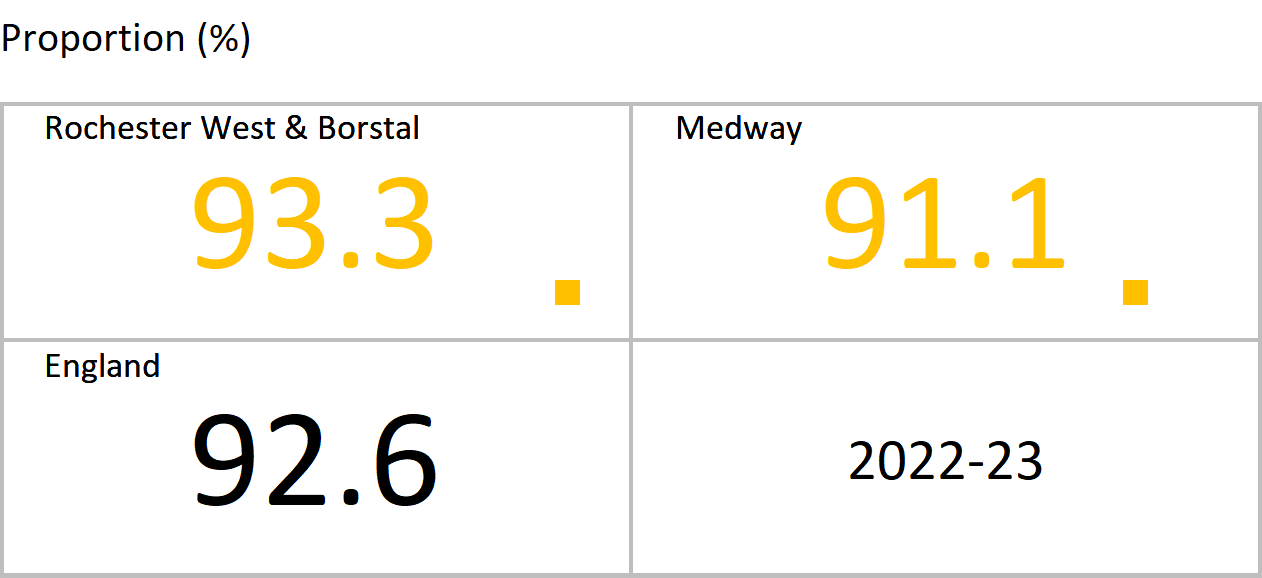 Proportion (%)
Rochester West & Borstal
Medway
93.3
91.1
England
92.6
2022-23